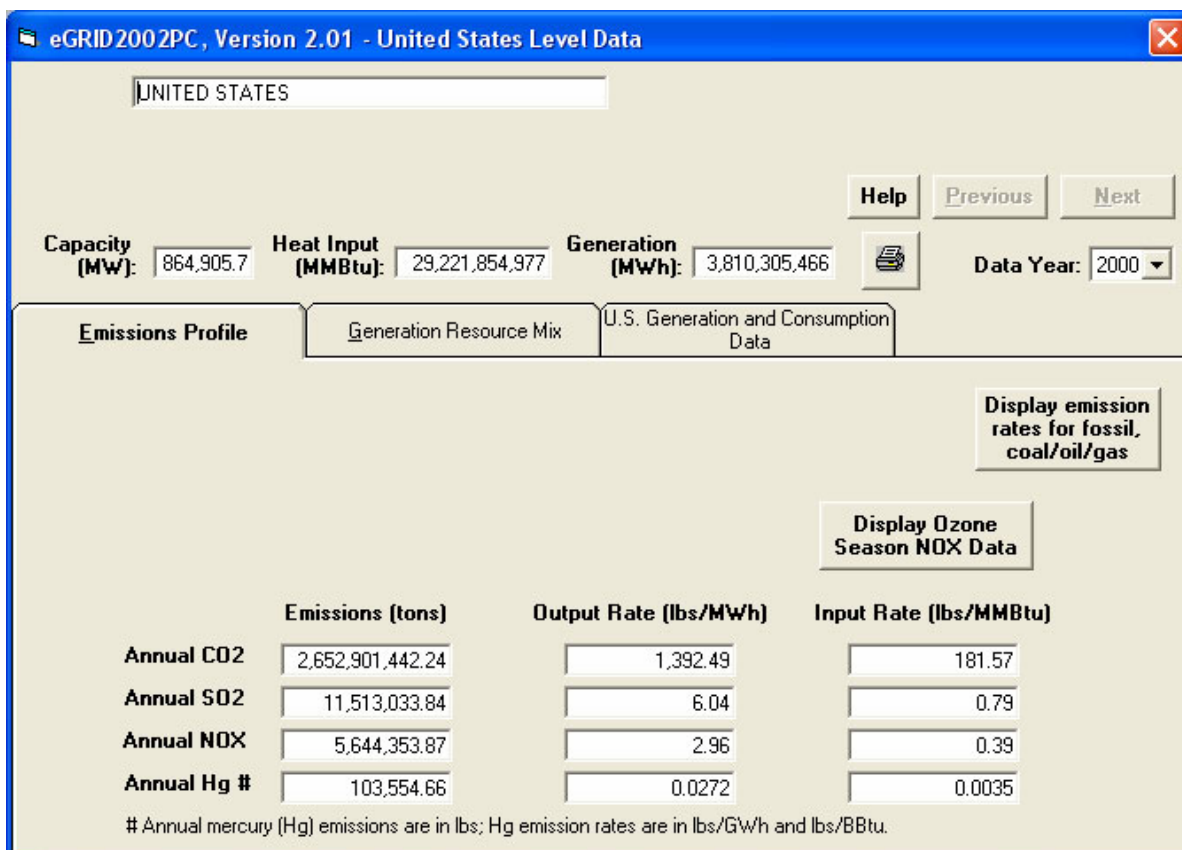 eGRID2002PC, Version 2.01 - United States Level Data
UNITED STATES
Help
Previous
Next
Capacity
(MW):
864,905.7
Heat Input
(MMBtu):
29,221,854,977
Generation
(MWh):
3,810,305,466
Data Year:
2000
Emissions Profile
Generation Resource Mix
U.S. Generation and Consumption
Data
Display emission
rates for fossil,
coal/oil/gas
Display Ozone
Season NOX Data
Emissions (tons) Output Rate (lbs/MWh) Input Rate (lbs/MMBtu)
Annual CO2 2,652,901,442.24 1,392.49 181.57
Annual SO2 11,513,033.84 6.04 0.79
Annual NOX 5,644,353.87 2.96 0.39
Annual Hg # 103,554.66 0.0272 0.0035
# Annual mercury (Hg) emissions are in lbs; Hg emission rates are in lbs/GWh and lbs/BBtu.